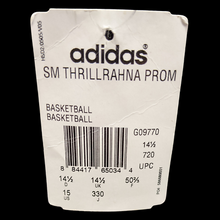 adidas
SM THRILLRAHNA PROM
BASKETBALL
BASKETBALL
G09770
14½
720
UPC
8 84417 65034 4
14½ 14½ 50⅔
D UK F
15 330
G J